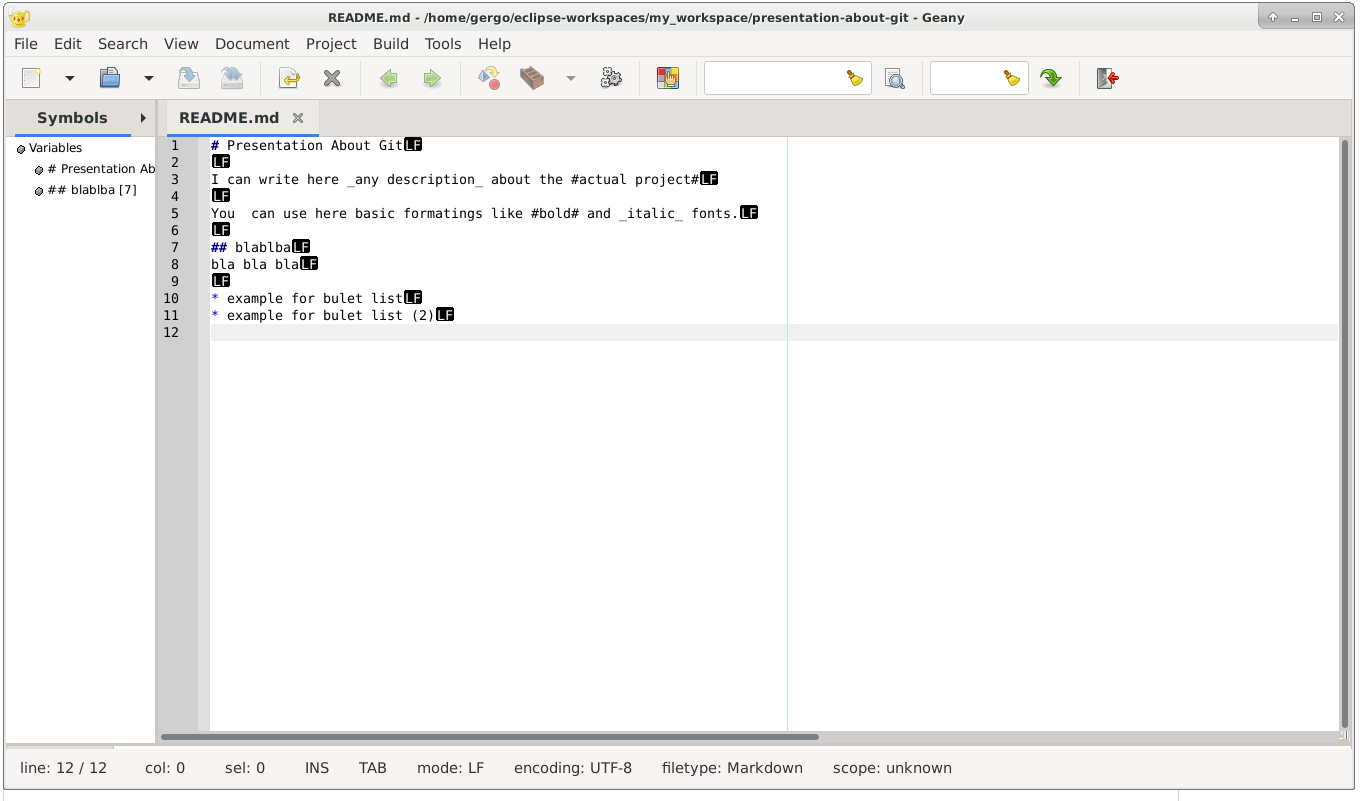 README.md - /home/gergo/eclipse-workspaces/my_workspace/presentation-about-git - Geany
File Edit Search View Document Project Build Tools Help
Symbols
README.md
Variables
# Presentation Ab
## blablba [7]
1 # Presentation About GitLF
2 LF
3 I can write here _any description_ about the #actual project#LF
4 LF
5 You  can use here basic formatings like #bold# and _italic_ fonts.LF
6 LF
7 ## blablbaLF
8 bla bla blaLF
9 LF
10 * example for bulet listLF
11 * example for bulet list (2)LF
12
line: 12 / 12 col: 0 sel: 0 INS TAB mode: LF encoding: UTF-8 filetype: Markdown scope: unknown